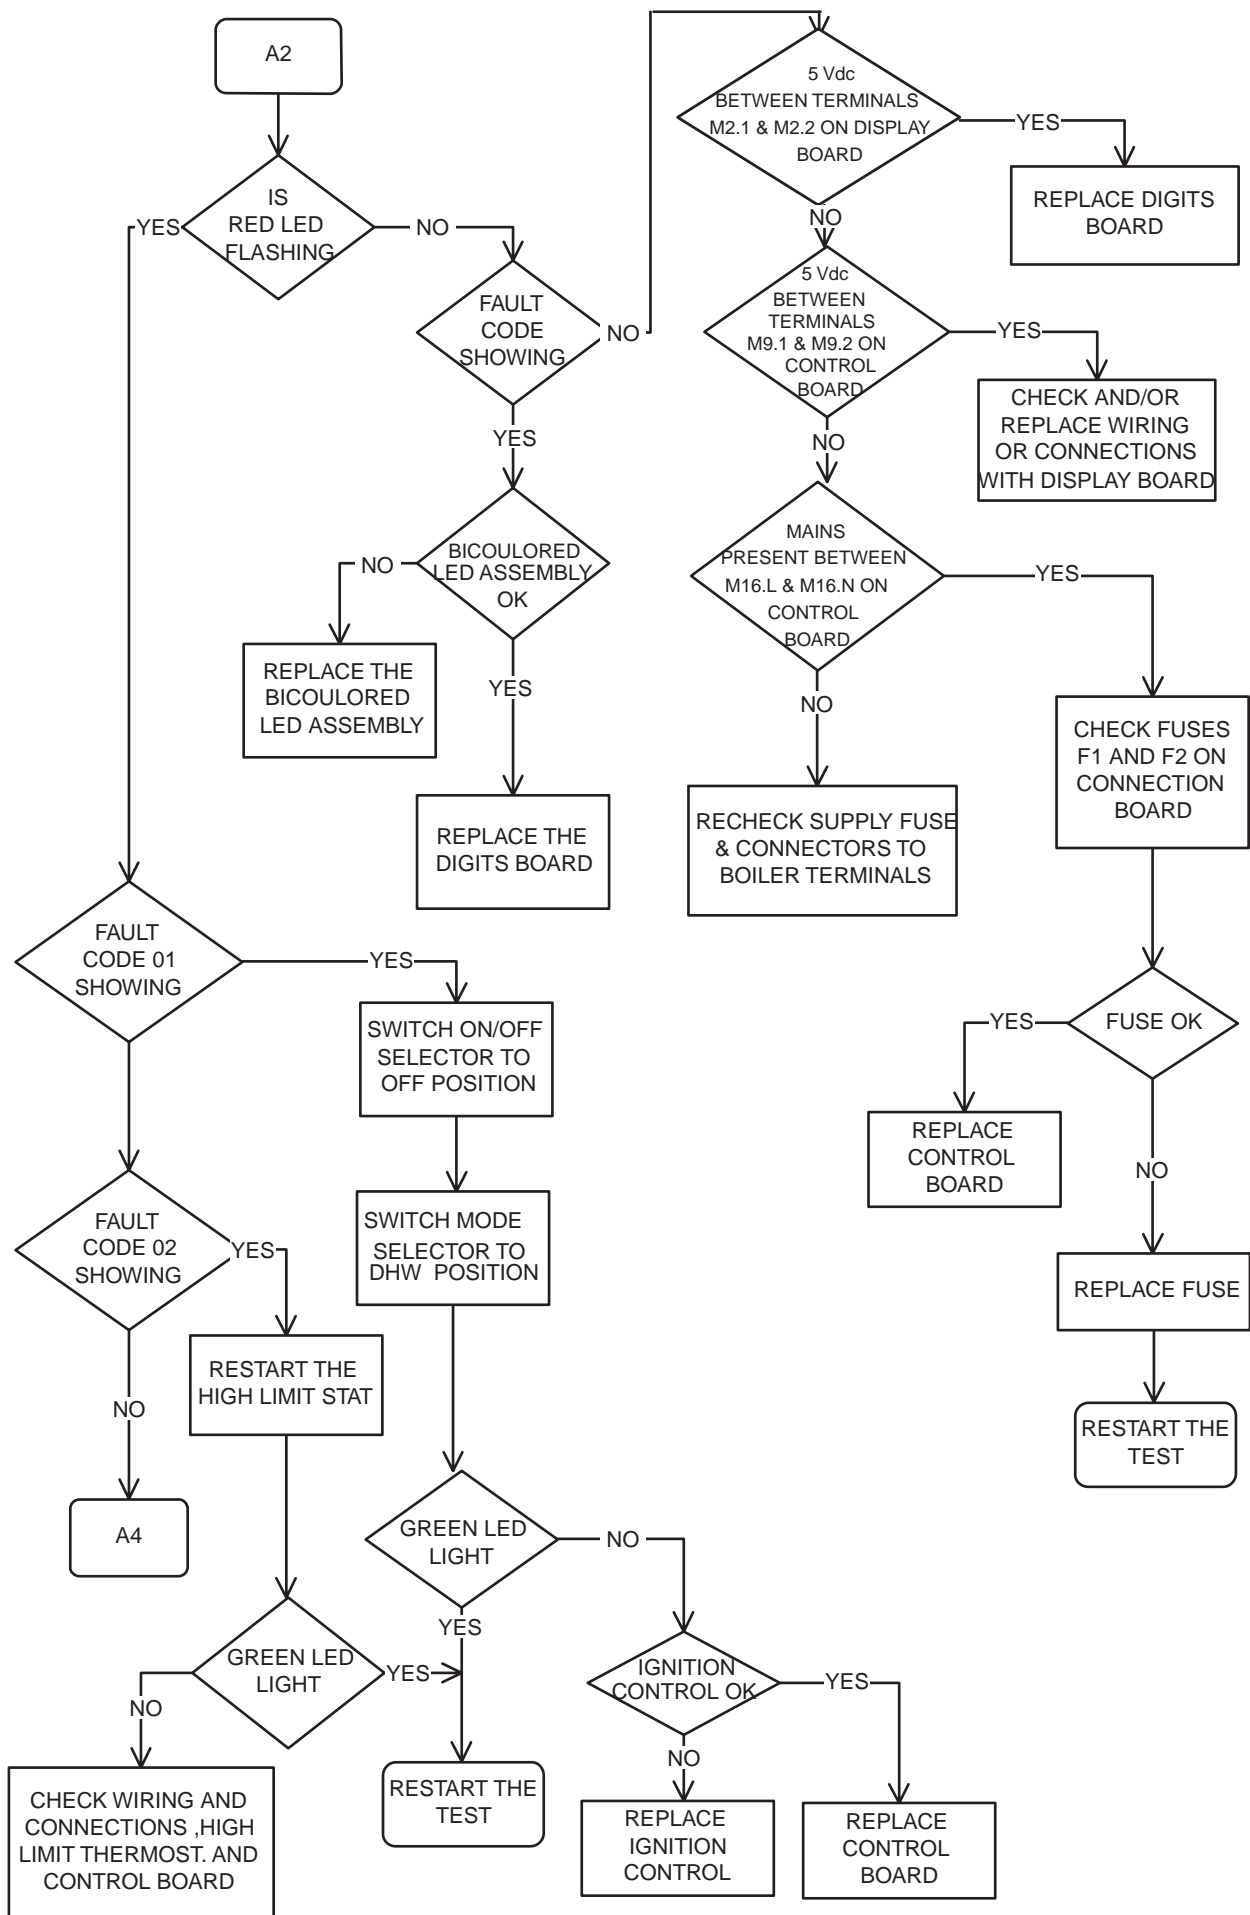 A2
IS
RED LED
FLASHING
YES
NO
FAULT
CODE
SHOWING
NO
YES
5 Vdc
BETWEEN TERMINALS
M2.1 & M2.2 ON DISPLAY
BOARD
YES
REPLACE DIGITS
BOARD
NO
5 Vdc
BETWEEN
TERMINALS
M9.1 & M9.2 ON
CONTROL
BOARD
YES
CHECK AND/OR
REPLACE WIRING
OR CONNECTIONS
WITH DISPLAY BOARD
NO
MAINS
PRESENT BETWEEN
M16.L & M16.N ON
CONTROL
BOARD
YES
NO
RECHECK SUPPLY FUSE
& CONNECTORS TO
BOILER TERMINALS
CHECK FUSES
F1 AND F2 ON
CONNECTION
BOARD
FUSE OK
YES
REPLACE
CONTROL
BOARD
NO
REPLACE FUSE
RESTART THE
TEST
BICOULORED
LED ASSEMBLY
OK
NO
REPLACE THE
BICOULORED
LED ASSEMBLY
YES
REPLACE THE
DIGITS BOARD
FAULT
CODE 01
SHOWING
YES
SWITCH ON/OFF
SELECTOR TO
OFF POSITION
SWITCH MODE
SELECTOR TO
DHW POSITION
FAULT
CODE 02
SHOWING
YES
RESTART THE
HIGH LIMIT STAT
NO
A4
GREEN LED
LIGHT
NO
YES
GREEN LED
LIGHT
YES
NO
CHECK WIRING AND
CONNECTIONS ,HIGH
LIMIT THERMOST. AND
CONTROL BOARD
RESTART THE
TEST
IGNITION
CONTROL OK
YES
NO
REPLACE
IGNITION
CONTROL
REPLACE
CONTROL
BOARD